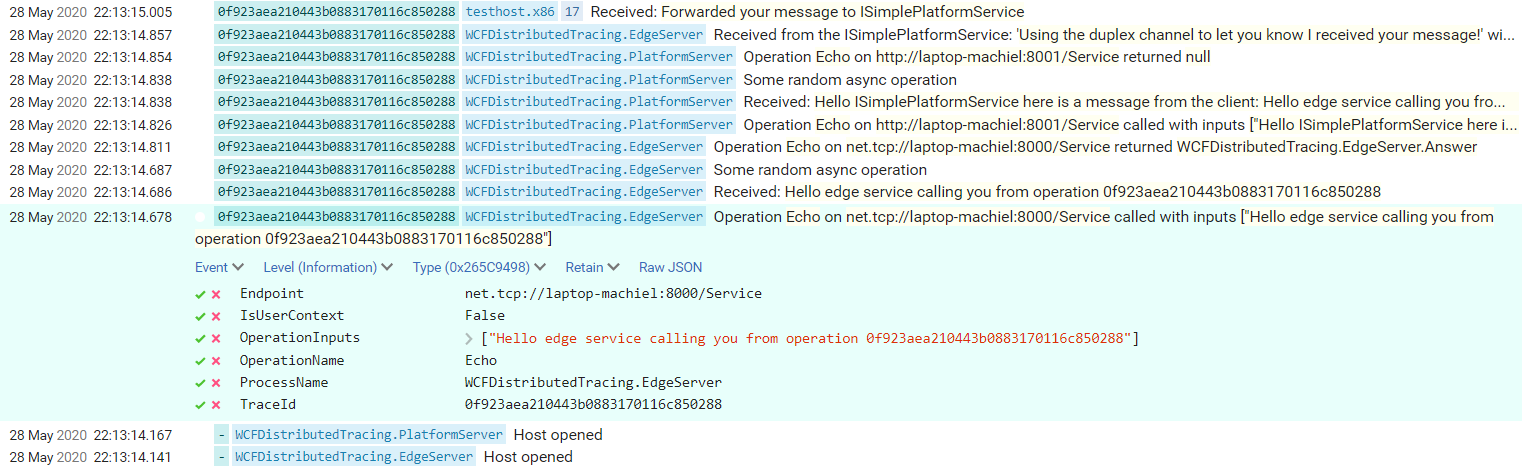 28 May 2020 22:13:15.005 0f923aea210443b0883170116c850288 testhost.x86 17 Received: Forwarded your message to ISimplePlatformService
28 May 2020 22:13:14.857 0f923aea210443b0883170116c850288 WCFDistributedTracing.EdgeServer Received from the ISimplePlatformService: 'Using the duplex channel to let you know I received your message!' wi...
28 May 2020 22:13:14.854 0f923aea210443b0883170116c850288 WCFDistributedTracing.PlatformServer Operation Echo on http://laptop-machiel:8001/Service returned null
28 May 2020 22:13:14.838 0f923aea210443b0883170116c850288 WCFDistributedTracing.PlatformServer Some random async operation
28 May 2020 22:13:14.838 0f923aea210443b0883170116c850288 WCFDistributedTracing.PlatformServer Received: Hello ISimplePlatformService here is a message from the client: Hello edge service calling you fro...
28 May 2020 22:13:14.826 0f923aea210443b0883170116c850288 WCFDistributedTracing.PlatformServer Operation Echo on http://laptop-machiel:8001/Service called with inputs ["Hello ISimplePlatformService here i...
28 May 2020 22:13:14.811 0f923aea210443b0883170116c850288 WCFDistributedTracing.EdgeServer Operation Echo on net.tcp://laptop-machiel:8000/Service returned WCFDistributedTracing.EdgeServer.Answer
28 May 2020 22:13:14.687 0f923aea210443b0883170116c850288 WCFDistributedTracing.EdgeServer Some random async operation
28 May 2020 22:13:14.686 0f923aea210443b0883170116c850288 WCFDistributedTracing.EdgeServer Received: Hello edge service calling you from operation 0f923aea210443b0883170116c850288
28 May 2020 22:13:14.678 0f923aea210443b0883170116c850288 WCFDistributedTracing.EdgeServer Operation Echo on net.tcp://laptop-machiel:8000/Service called with inputs ["Hello edge service calling you from
operation 0f923aea210443b0883170116c850288"]
Event Level (Information) Type (0x265C9498) Retain Raw JSON
Endpoint net.tcp://laptop-machiel:8000/Service
IsUserContext False
OperationInputs ["Hello edge service calling you from operation 0f923aea210443b0883170116c850288"]
OperationName Echo
ProcessName WCFDistributedTracing.EdgeServer
TraceId 0f923aea210443b0883170116c850288
28 May 2020 22:13:14.167 - WCFDistributedTracing.PlatformServer Host opened
28 May 2020 22:13:14.141 - WCFDistributedTracing.EdgeServer Host opened